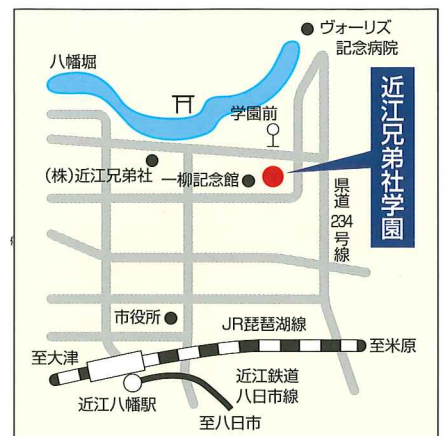 ヴォーリズ
記念病院
八幡堀
学園前
近江兄弟社学園
(株)近江兄弟社
一柳記念館
県道234号線
市役所
JR琵琶湖線
至大津
至米原
近江鉄道
八日市線
近江八幡駅
至八日市